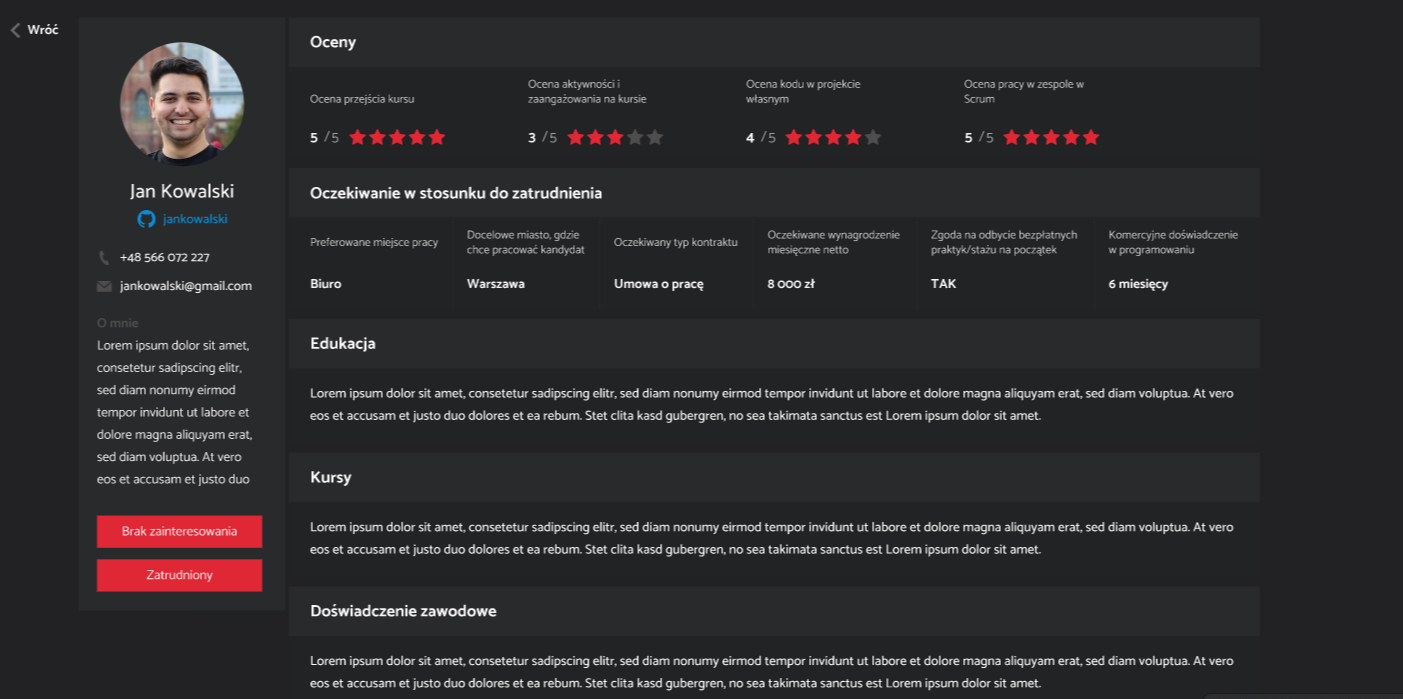 Wróć
Jan Kowalski
jankowalski
+48 566 072 227
jankowalski@gmail.com
O mnie
Lorem ipsum dolor sit amet,
consetetur sadipscing elitr,
sed diam nonumy eirmod
tempor invidunt ut labore et
dolore magna aliquyam erat,
sed diam voluptua. At vero
eos et accusam et justo duo
Brak zainteresowania
Zatrudniony
Oceny
Ocena przejścia kursu
5 /5
Ocena aktywności i
zaangażowania na kursie
3 /5
Ocena kodu w projekcie
własnym
4 /5
Ocena pracy w zespole w
Scrum
5 /5
Oczekiwanie w stosunku do zatrudnienia
Preferowane miejsce pracy
Biuro
Docelowe miasto, gdzie
chce pracować kandydat
Warszawa
Oczekiwany typ kontraktu
Umowa o pracę
Oczekiwane wynagrodzenie
miesięczne netto
8 000 zł
Zgoda na odbycie bezpłatnych
praktyk/stażu na początek
TAK
Komercyjne doświadczenie
w programowaniu
6 miesięcy
Edukacja
Lorem ipsum dolor sit amet, consetetur sadipscing elitr, sed diam nonumy eirmod tempor invidunt ut labore et dolore magna aliquyam erat, sed diam voluptua. At vero
eos et accusam et justo duo dolores et ea rebum. Stet clita kasd gubergren, no sea takimata sanctus est Lorem ipsum dolor sit amet.
Kursy
Lorem ipsum dolor sit amet, consetetur sadipscing elitr, sed diam nonumy eirmod tempor invidunt ut labore et dolore magna aliquyam erat, sed diam voluptua. At vero
eos et accusam et justo duo dolores et ea rebum. Stet clita kasd gubergren, no sea takimata sanctus est Lorem ipsum dolor sit amet.
Doświadczenie zawodowe
Lorem ipsum dolor sit amet, consetetur sadipscing elitr, sed diam nonumy eirmod tempor invidunt ut labore et dolore magna aliquyam erat, sed diam voluptua. At vero
eos et accusam et justo duo dolores et ea rebum. Stet clita kasd gubergren, no sea takimata sanctus est Lorem ipsum dolor sit amet.